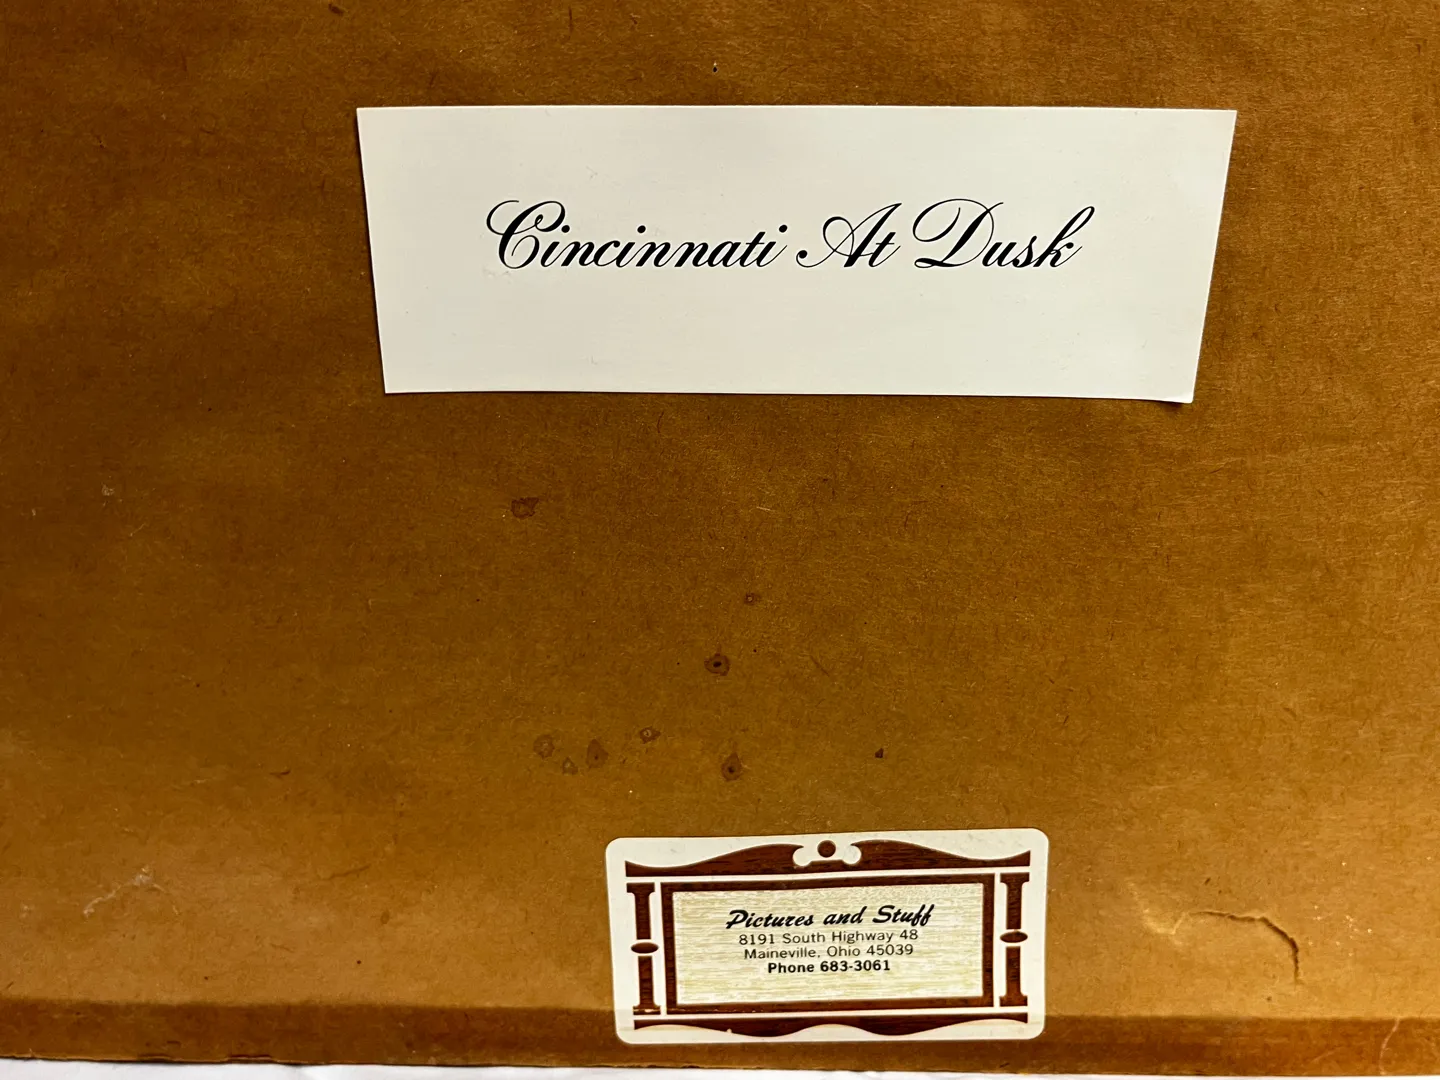 Cincinnati At Dusk
Pictures and Stuff
8191 South Highway 48
Maineville, Ohio 45039
Phone 683-3061